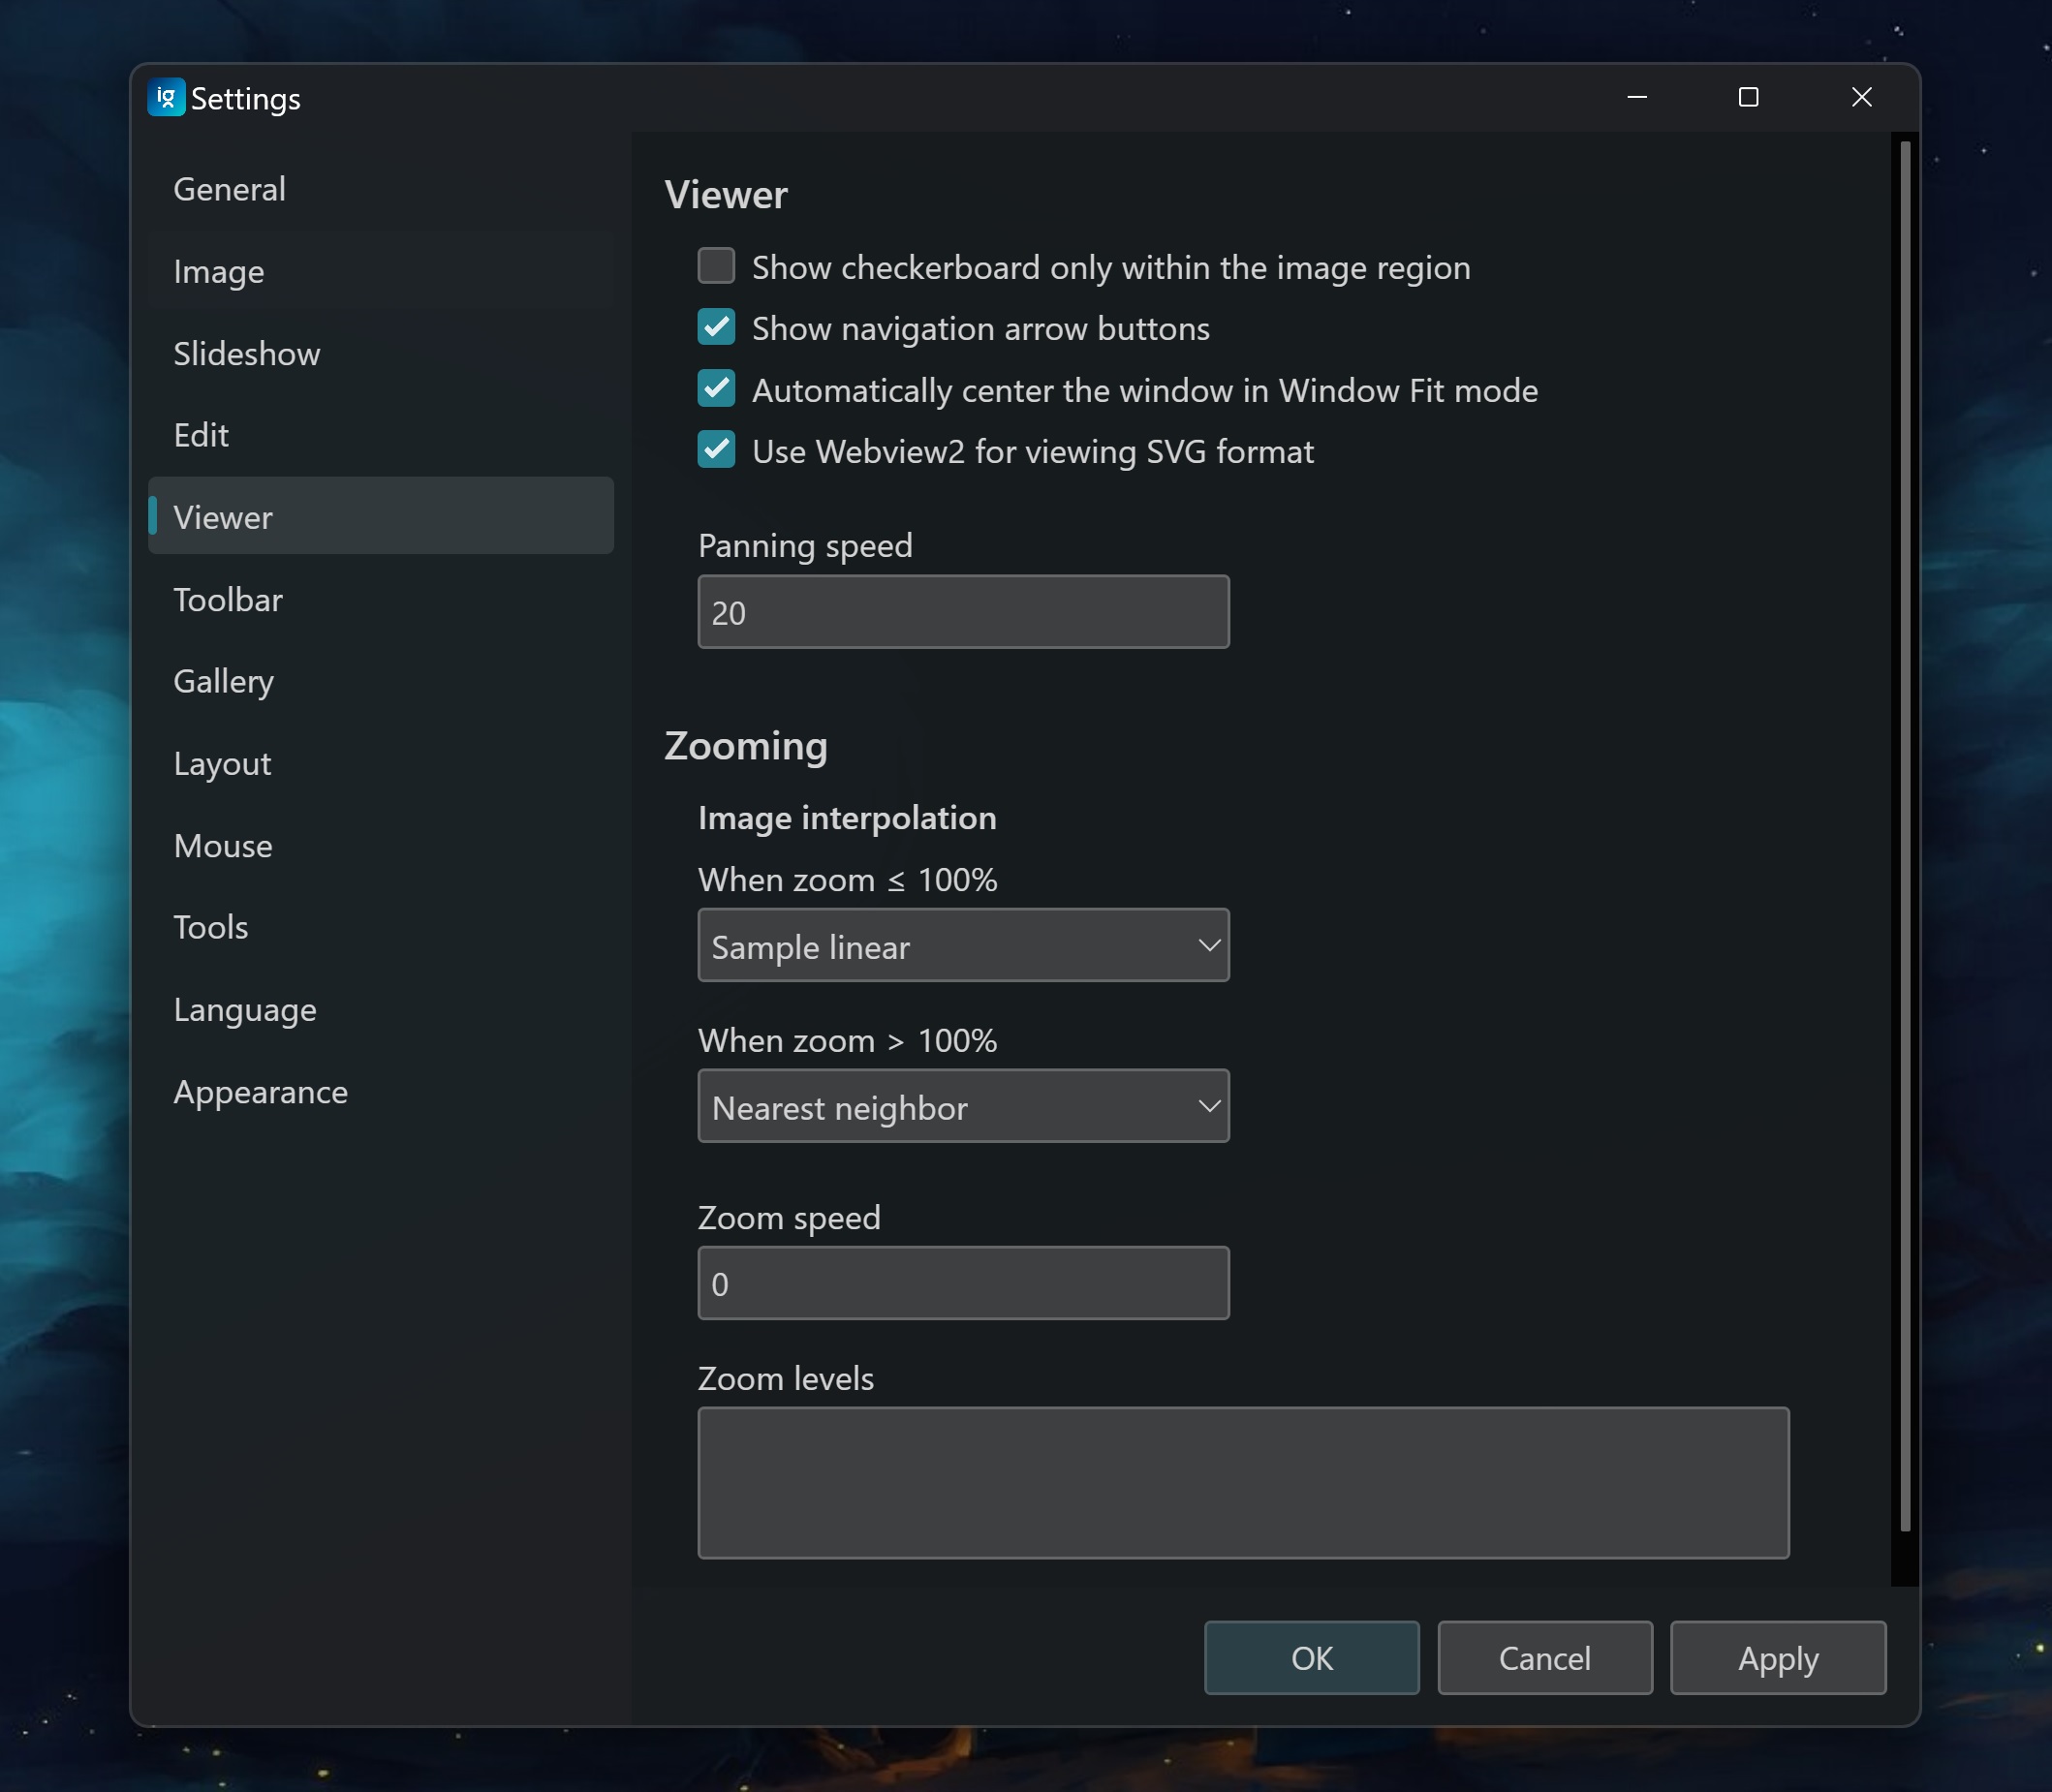 ig Settings
General
Image
Slideshow
Edit
Viewer
Toolbar
Gallery
Layout
Mouse
Tools
Language
Appearance
Viewer
Show checkerboard only within the image region
Show navigation arrow buttons
Automatically center the window in Window Fit mode
Use Webview2 for viewing SVG format
Panning speed
20
Zooming
Image interpolation
When zoom ≤ 100%
Sample linear
When zoom > 100%
Nearest neighbor
Zoom speed
0
Zoom levels
OK Cancel Apply